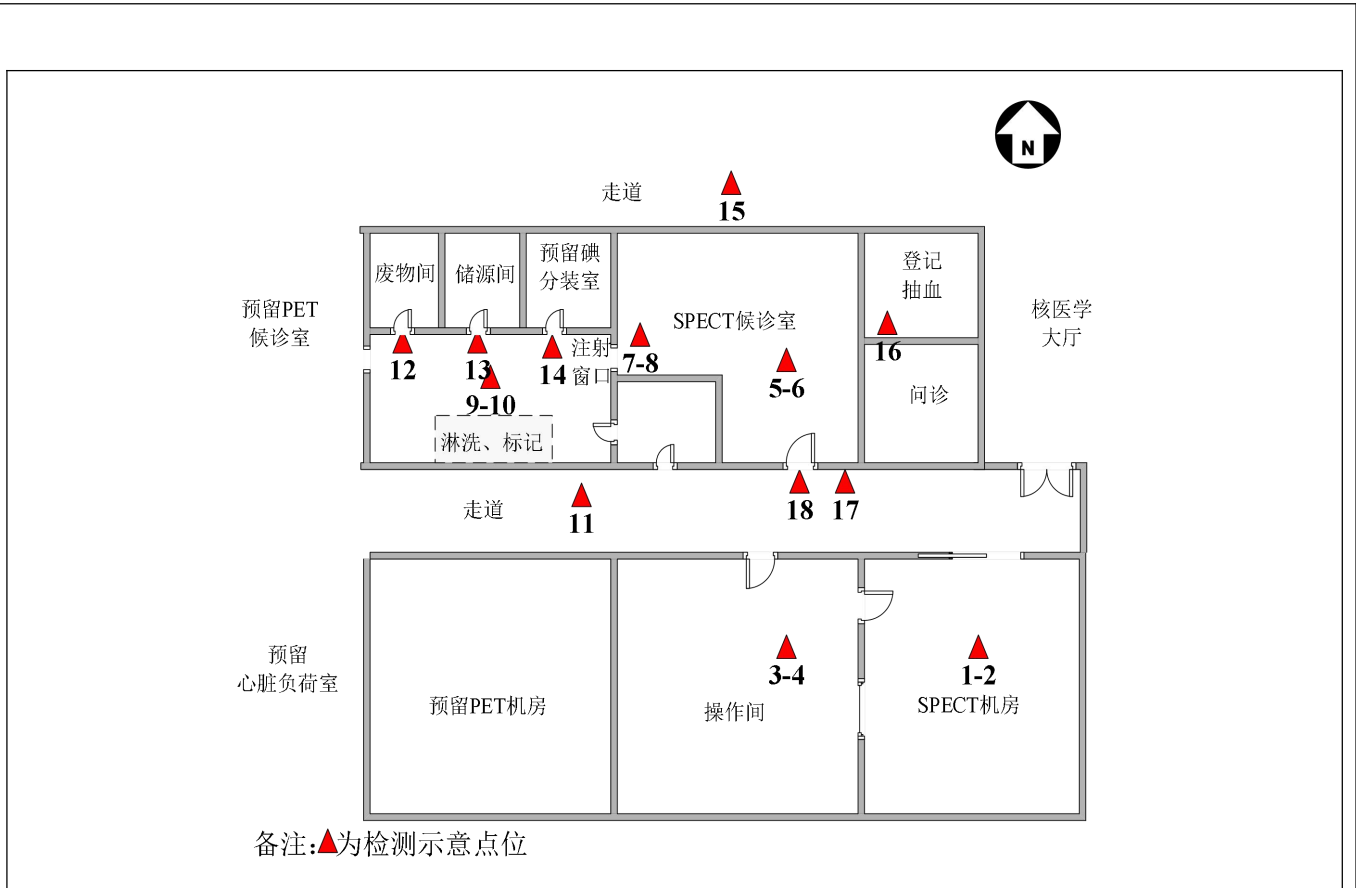 N
走道
15
废物间
储源间
预留碘
分装室
登记
抽血
预留PET
候诊室
SPECT候诊室
核医学
大厅
12
13
14
注射
窗口
7-8
5-6
16
9-10
问诊
淋洗、标记
走道
11
18
17
预留
心脏负荷室
3-4
1-2
预留PET机房
操作间
SPECT机房
备注:
为检测示意点位